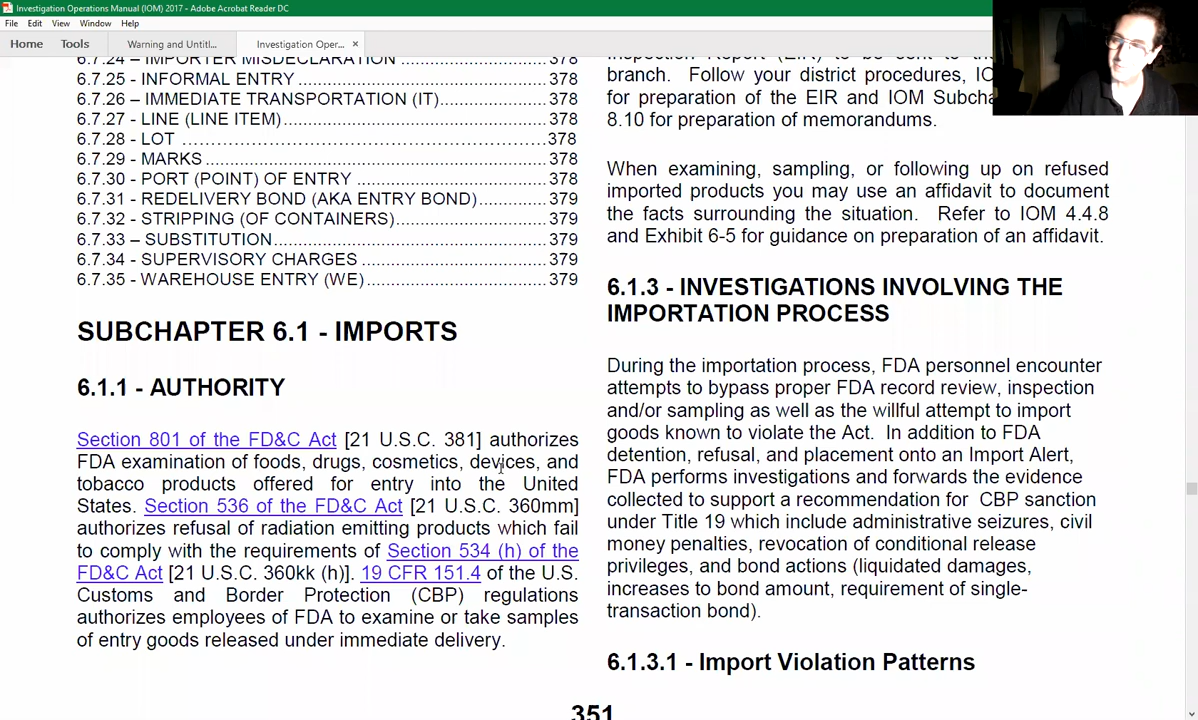 Investigation Operations Manual (IOM) 2017 - Adobe Acrobat Reader DC
File Edit View Window Help
Home Tools Warning and Untitl... Investigation Oper... ×
6.7.24 – IMPORTER MISDECLARATION ................................ 378
6.7.25 - INFORMAL ENTRY ................................................ 378
6.7.26 – IMMEDIATE TRANSPORTATION (IT).................... 378
6.7.27 - LINE (LINE ITEM)................................................... 378
6.7.28 - LOT ....................................................................378
6.7.29 - MARKS................................................................. 378
6.7.30 - PORT (POINT) OF ENTRY .................................... 378
6.7.31 - REDELIVERY BOND (AKA ENTRY BOND)............. 379
6.7.32 - STRIPPING (OF CONTAINERS)............................ 379
6.7.33 – SUBSTITUTION.................................................... 379
6.7.34 - SUPERVISORY CHARGES ................................... 379
6.7.35 - WAREHOUSE ENTRY (WE).................................. 379
SUBCHAPTER 6.1 - IMPORTS
6.1.1 - AUTHORITY
Section 801 of the FD&C Act [21 U.S.C. 381] authorizes
FDA examination of foods, drugs, cosmetics, devices, and
tobacco products offered for entry into the United
States. Section 536 of the FD&C Act [21 U.S.C. 360mm]
authorizes refusal of radiation emitting products which fail
to comply with the requirements of Section 534 (h) of the
FD&C Act [21 U.S.C. 360kk (h)]. 19 CFR 151.4 of the U.S.
Customs and Border Protection (CBP) regulations
authorizes employees of FDA to examine or take samples
of entry goods released under immediate delivery.
Inspection Report (EIR) to be sent to th
branch. Follow your district procedures, IO
for preparation of the EIR and IOM Subcha
8.10 for preparation of memorandums.
When examining, sampling, or following up on refused
imported products you may use an affidavit to document
the facts surrounding the situation. Refer to IOM 4.4.8
and Exhibit 6-5 for guidance on preparation of an affidavit.
6.1.3 - INVESTIGATIONS INVOLVING THE
IMPORTATION PROCESS
During the importation process, FDA personnel encounter
attempts to bypass proper FDA record review, inspection
and/or sampling as well as the willful attempt to import
goods known to violate the Act. In addition to FDA
detention, refusal, and placement onto an Import Alert,
FDA performs investigations and forwards the evidence
collected to support a recommendation for CBP sanction
under Title 19 which include administrative seizures, civil
money penalties, revocation of conditional release
privileges, and bond actions (liquidated damages,
increases to bond amount, requirement of single-
transaction bond).
6.1.3.1 - Import Violation Patterns
351